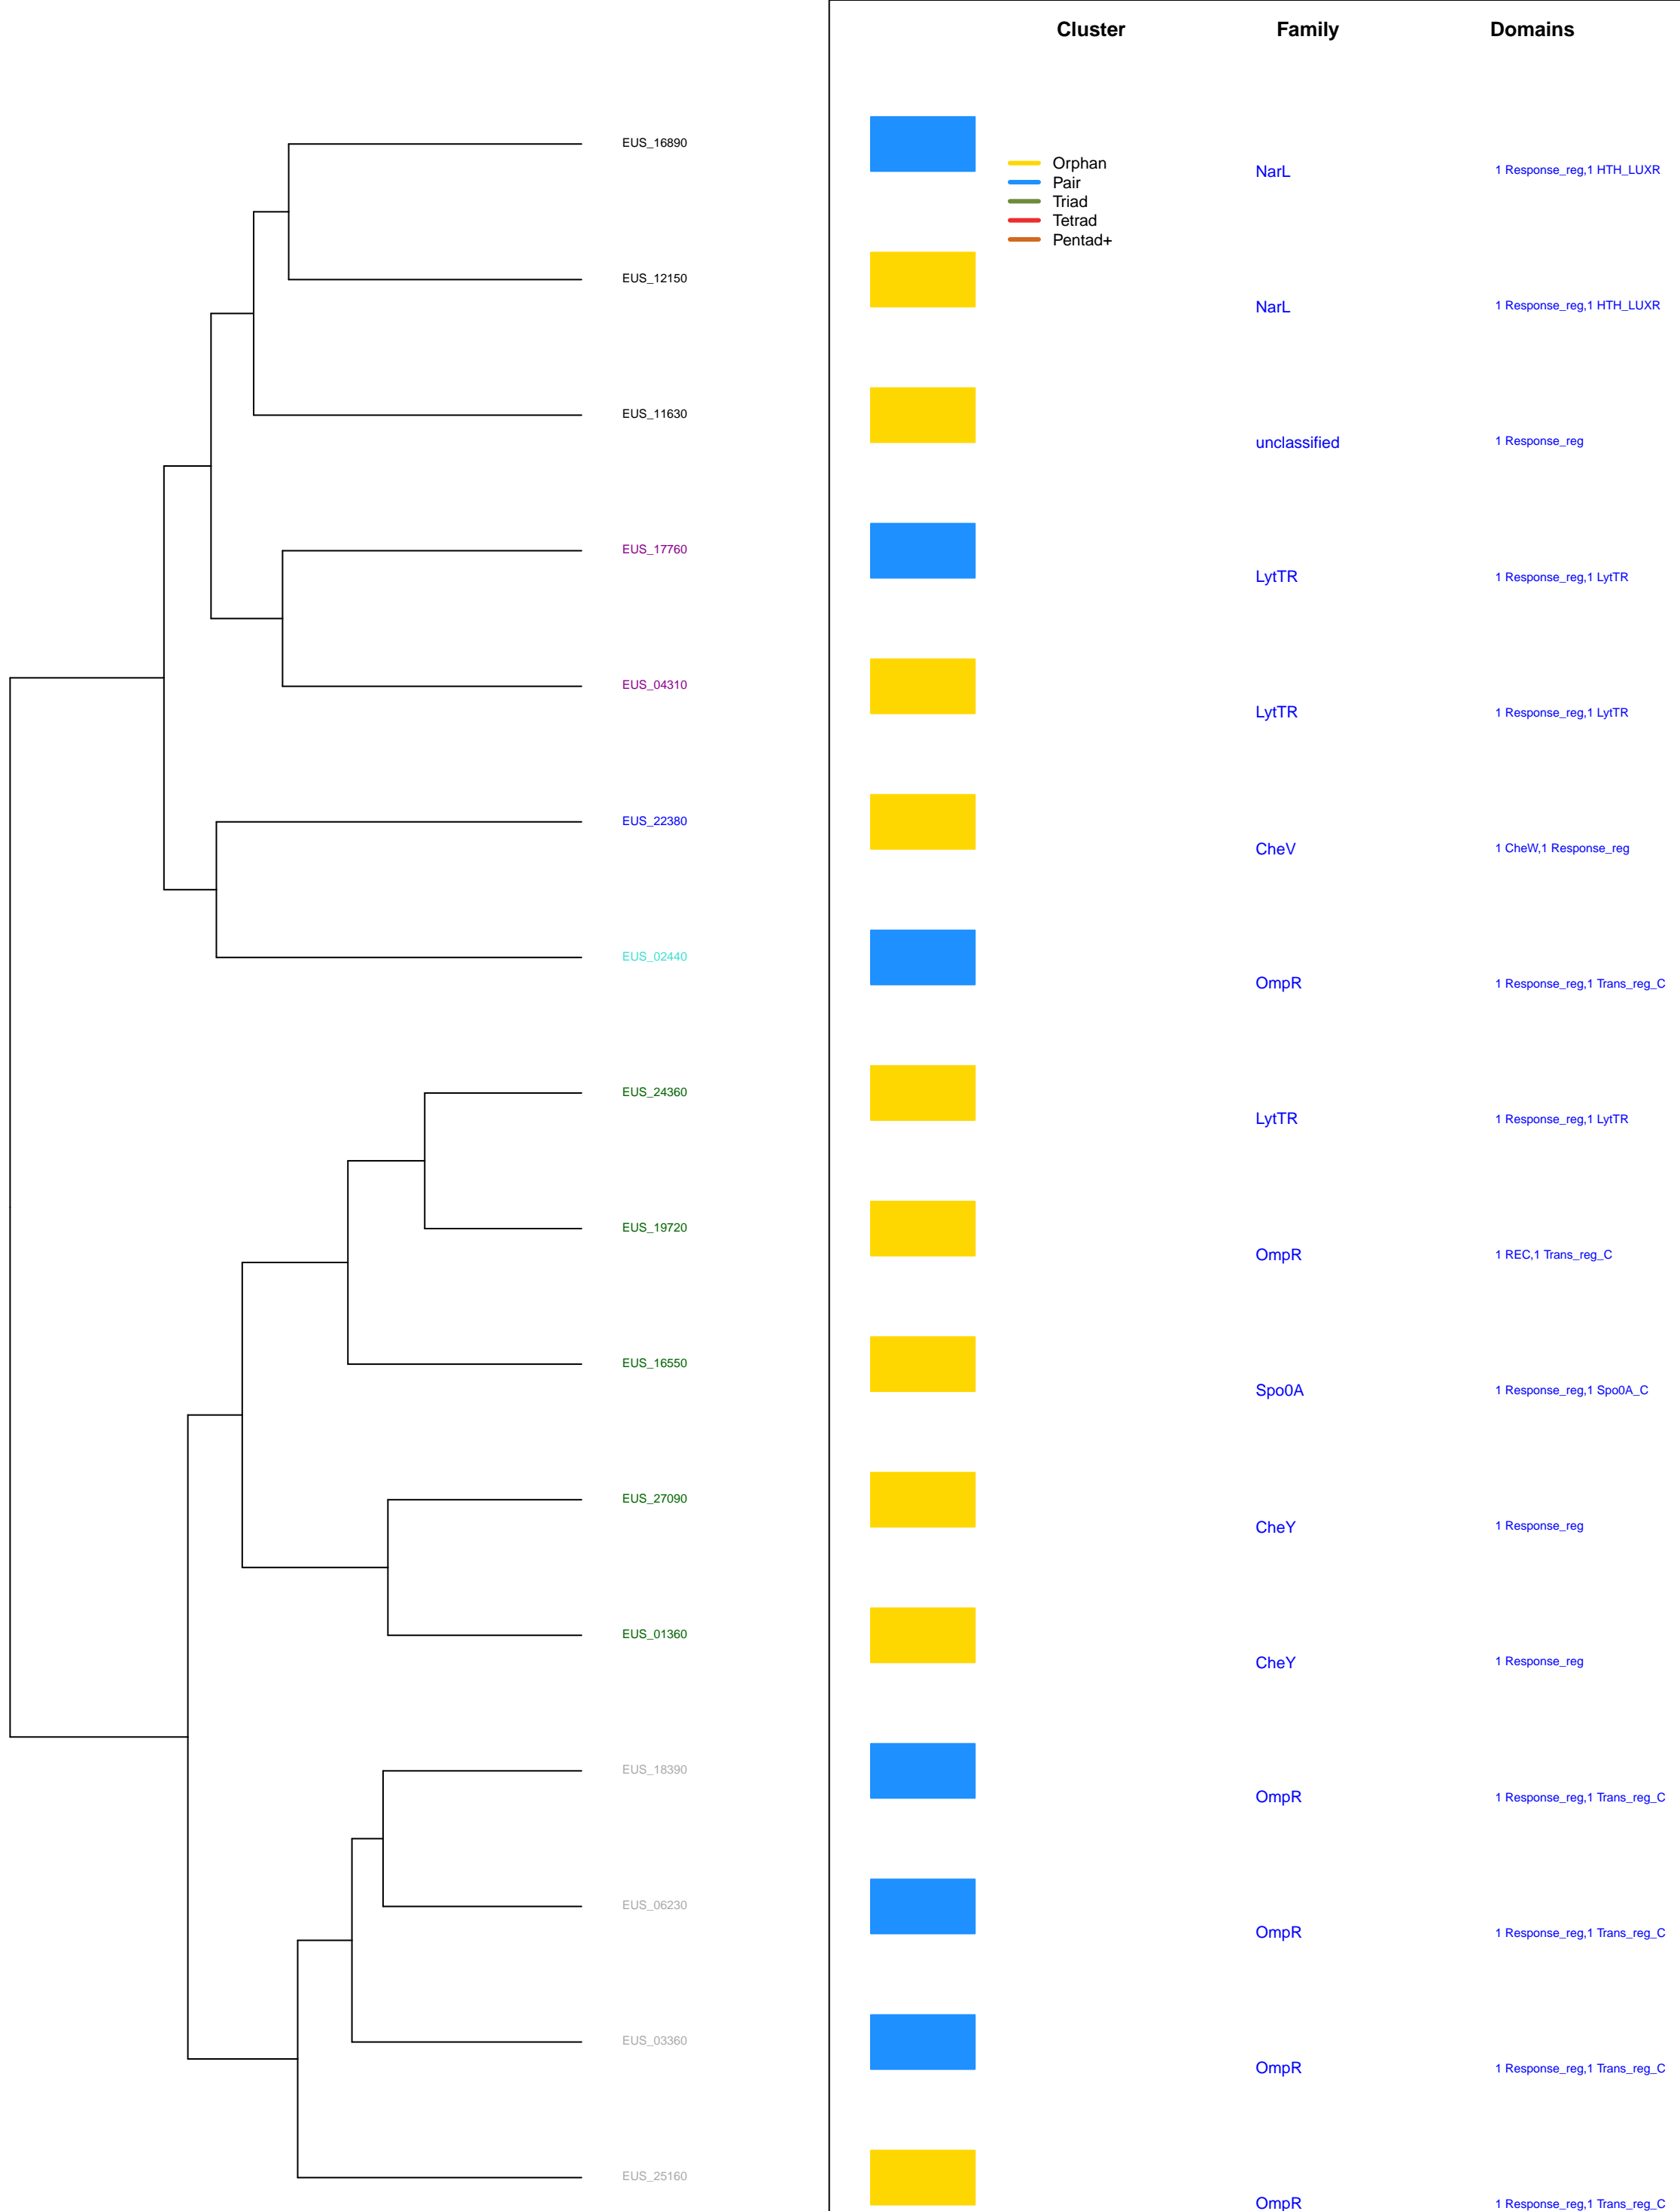 Cluster Family Domains
EUS_16890
Orphan
Pair
Triad
Tetrad
Pentad+
NarL 1 Response_reg,1 HTH_LUXR
EUS_12150
NarL 1 Response_reg,1 HTH_LUXR
EUS_11630
unclassified 1 Response_reg
EUS_17760
LytTR 1 Response_reg,1 LytTR
EUS_04310
LytTR 1 Response_reg,1 LytTR
EUS_22380
CheV 1 CheW,1 Response_reg
EUS_02440
OmpR 1 Response_reg,1 Trans_reg_C
EUS_24360
LytTR 1 Response_reg,1 LytTR
EUS_19720
OmpR 1 REC,1 Trans_reg_C
EUS_16550
Spo0A 1 Response_reg,1 Spo0A_C
EUS_27090
CheY 1 Response_reg
EUS_01360
CheY 1 Response_reg
EUS_18390
OmpR 1 Response_reg,1 Trans_reg_C
EUS_06230
OmpR 1 Response_reg,1 Trans_reg_C
EUS_03360
OmpR 1 Response_reg,1 Trans_reg_C
EUS_25160
OmpR 1 Response_reg,1 Trans_reg_C